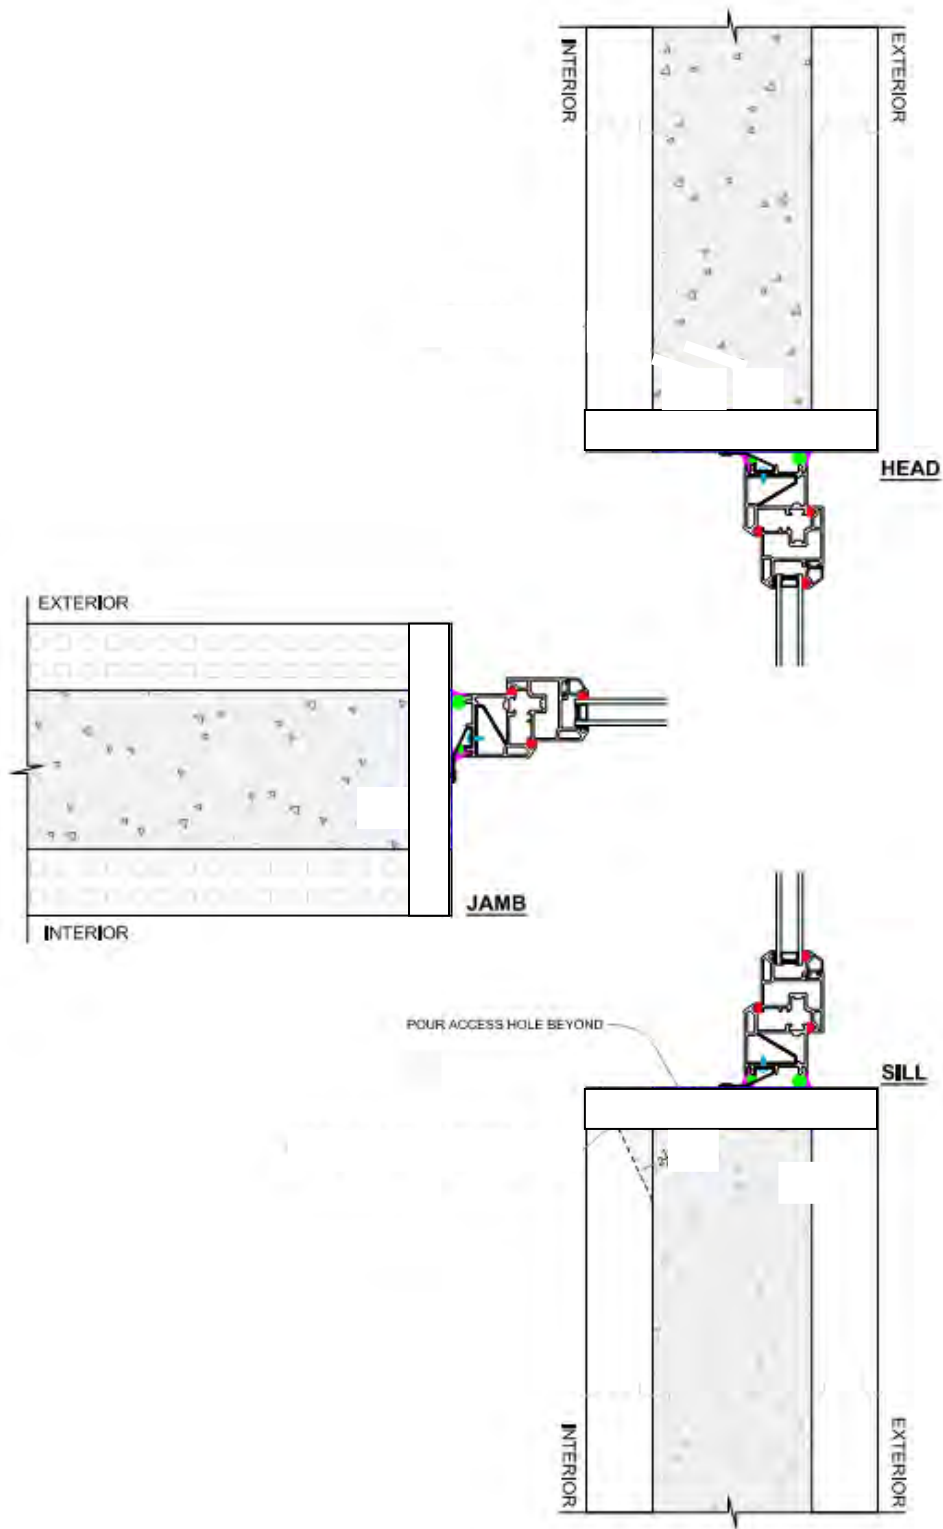 INTERIOR
EXTERIOR
HEAD
EXTERIOR
JAMB
INTERIOR
POUR ACCESS HOLE BEYOND
SILL
INTERIOR
EXTERIOR